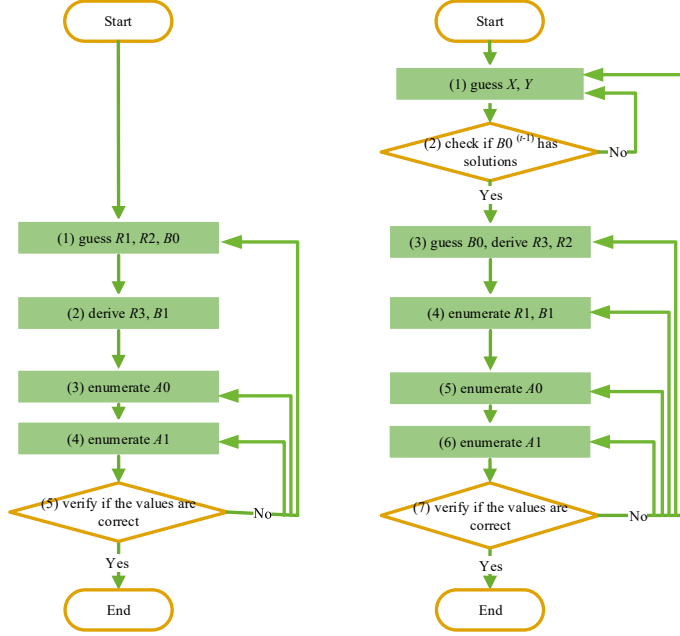 Start
(1) guess R1, R2, B0
(2) derive R3, B1
(3) enumerate A0
(4) enumerate A1
(5) verify if the values are
correct
No
Yes
End
Start
(1) guess X, Y
(2) check if B0 (t-1) has
solutions
No
Yes
(3) guess B0, derive R3, R2
(4) enumerate R1, B1
(5) enumerate A0
(6) enumerate A1
(7) verify if the values are
correct
No
Yes
End